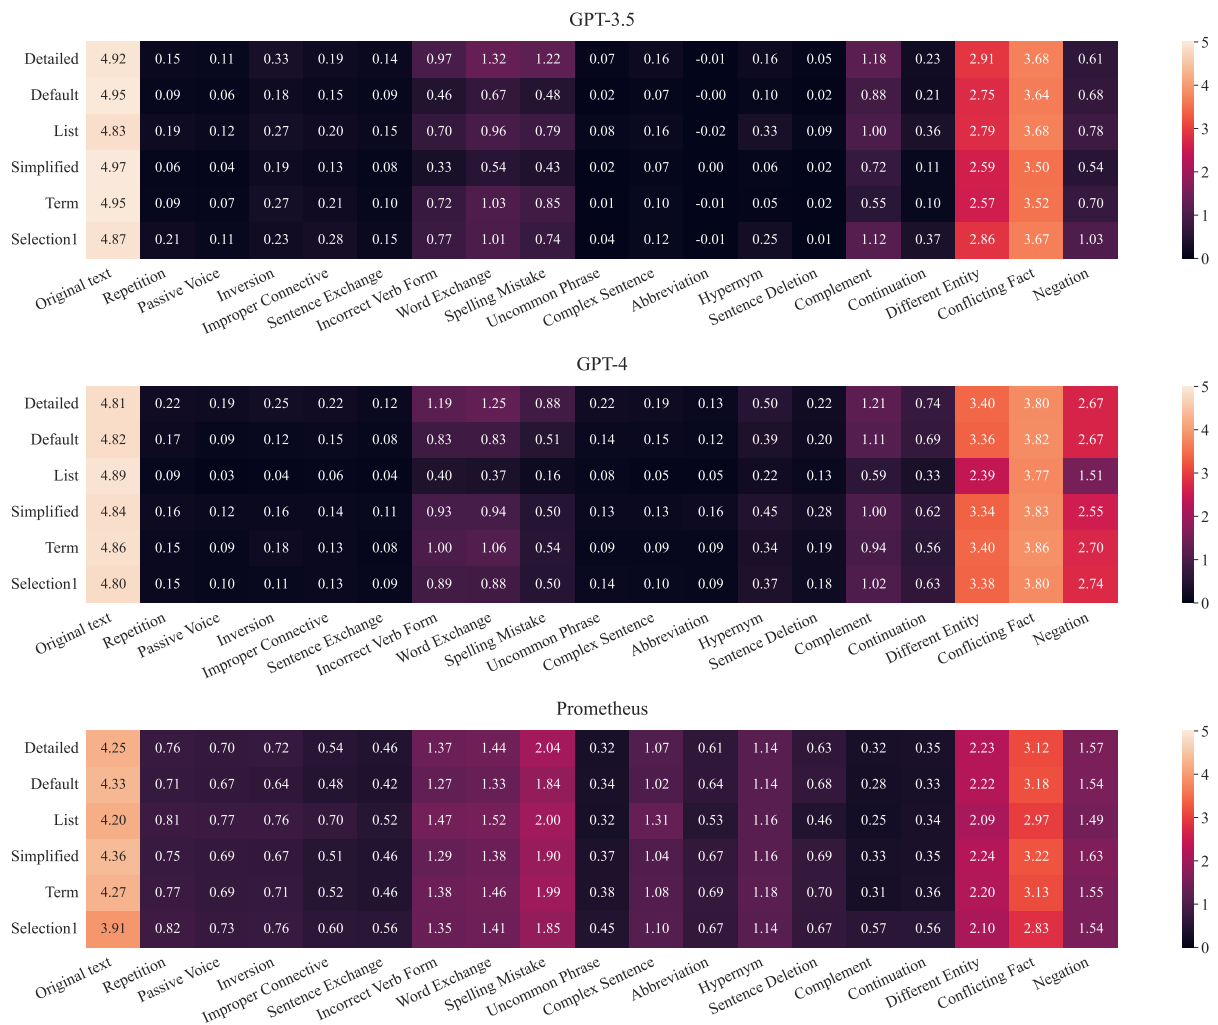 GPT-3.5
Detailed 4.92 0.15 0.11 0.33 0.19 0.14 0.97 1.32 1.22 0.07 0.16 -0.01 0.16 0.05 1.18 0.23 2.91 3.68 0.61
Default 4.95 0.09 0.06 0.18 0.15 0.09 0.46 0.67 0.48 0.02 0.07 -0.00 0.10 0.02 0.88 0.21 2.75 3.64 0.68
List 4.83 0.19 0.12 0.27 0.20 0.15 0.70 0.96 0.79 0.08 0.16 -0.02 0.33 0.09 1.00 0.36 2.79 3.68 0.78
Simplified 4.97 0.06 0.04 0.19 0.13 0.08 0.33 0.54 0.43 0.02 0.07 0.00 0.06 0.02 0.72 0.11 2.59 3.50 0.54
Term 4.95 0.09 0.07 0.27 0.21 0.10 0.72 1.03 0.85 0.01 0.10 -0.01 0.05 0.02 0.55 0.10 2.57 3.52 0.70
Selection1 4.87 0.21 0.11 0.23 0.28 0.15 0.77 1.01 0.74 0.04 0.12 -0.01 0.25 0.01 1.12 0.37 2.86 3.67 1.03
Original text Repetition Passive Voice Inversion Improper Connective Sentence Exchange Incorrect Verb Form Word Exchange Spelling Mistake Uncommon Phrase Complex Sentence Abbreviation Hypernym Sentence Deletion Complement Continuation Different Entity Conflicting Fact Negation
5
4
3
2
1
0
GPT-4
Detailed 4.81 0.22 0.19 0.25 0.22 0.12 1.19 1.25 0.88 0.22 0.19 0.13 0.50 0.22 1.21 0.74 3.40 3.80 2.67
Default 4.82 0.17 0.09 0.12 0.15 0.08 0.83 0.83 0.51 0.14 0.15 0.12 0.39 0.20 1.11 0.69 3.36 3.82 2.67
List 4.89 0.09 0.03 0.04 0.06 0.04 0.40 0.37 0.16 0.08 0.05 0.05 0.22 0.13 0.59 0.33 2.39 3.77 1.51
Simplified 4.84 0.16 0.12 0.16 0.14 0.11 0.93 0.94 0.50 0.13 0.13 0.16 0.45 0.28 1.00 0.62 3.34 3.83 2.55
Term 4.86 0.15 0.09 0.18 0.13 0.08 1.00 1.06 0.54 0.09 0.09 0.09 0.34 0.19 0.94 0.56 3.40 3.86 2.70
Selection1 4.80 0.15 0.10 0.11 0.13 0.09 0.89 0.88 0.50 0.14 0.10 0.09 0.37 0.18 1.02 0.63 3.38 3.80 2.74
Original text Repetition Passive Voice Inversion Improper Connective Sentence Exchange Incorrect Verb Form Word Exchange Spelling Mistake Uncommon Phrase Complex Sentence Abbreviation Hypernym Sentence Deletion Complement Continuation Different Entity Conflicting Fact Negation
5
4
3
2
1
0
Prometheus
Detailed 4.25 0.76 0.70 0.72 0.54 0.46 1.37 1.44 2.04 0.32 1.07 0.61 1.14 0.63 0.32 0.35 2.23 3.12 1.57
Default 4.33 0.71 0.67 0.64 0.48 0.42 1.27 1.33 1.84 0.34 1.02 0.64 1.14 0.68 0.28 0.33 2.22 3.18 1.54
List 4.20 0.81 0.77 0.76 0.70 0.52 1.47 1.52 2.00 0.32 1.31 0.53 1.16 0.46 0.25 0.34 2.09 2.97 1.49
Simplified 4.36 0.75 0.69 0.67 0.51 0.46 1.29 1.38 1.90 0.37 1.04 0.67 1.16 0.69 0.33 0.35 2.24 3.22 1.63
Term 4.27 0.77 0.69 0.71 0.52 0.46 1.38 1.46 1.99 0.38 1.08 0.69 1.18 0.70 0.31 0.36 2.20 3.13 1.55
Selection1 3.91 0.82 0.73 0.76 0.60 0.56 1.35 1.41 1.85 0.45 1.10 0.67 1.14 0.67 0.57 0.56 2.10 2.83 1.54
Original text Repetition Passive Voice Inversion Improper Connective Sentence Exchange Incorrect Verb Form Word Exchange Spelling Mistake Uncommon Phrase Complex Sentence Abbreviation Hypernym Sentence Deletion Complement Continuation Different Entity Conflicting Fact Negation
5
4
3
2
1
0